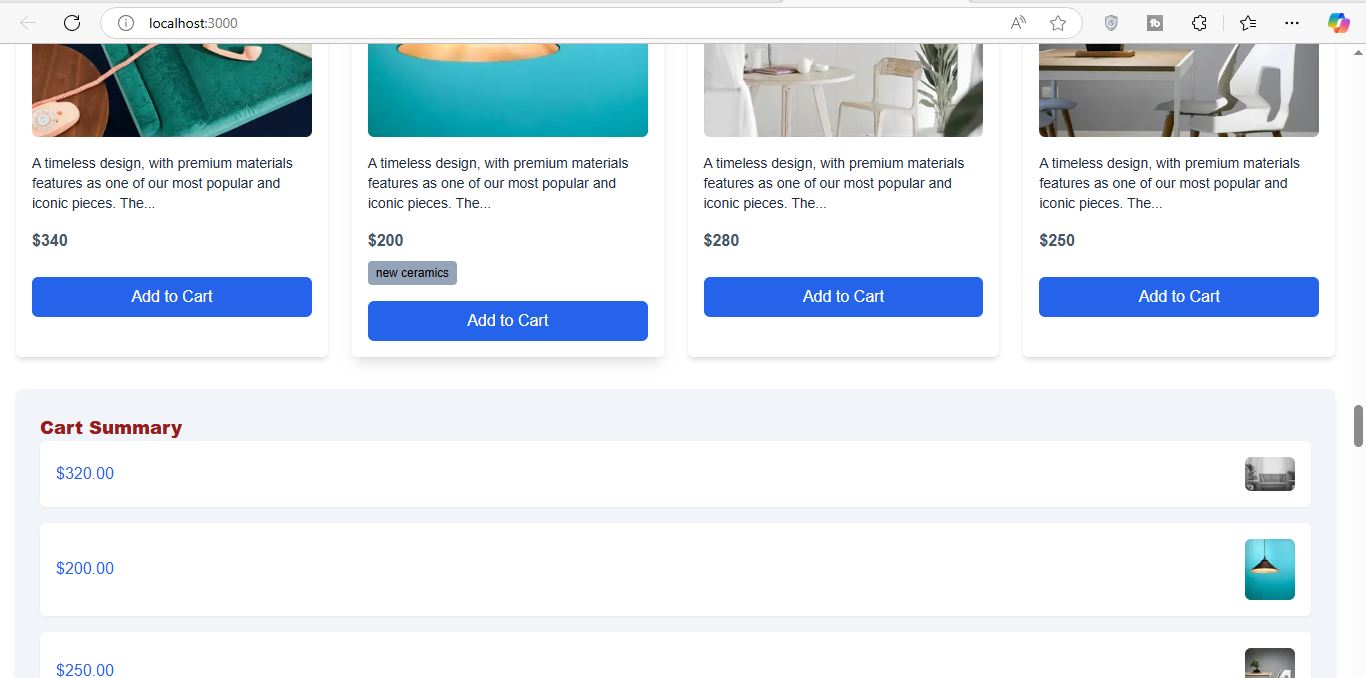 localhost:3000
A timeless design, with premium materials
features as one of our most popular and
iconic pieces. The...
$340
Add to Cart
A timeless design, with premium materials
features as one of our most popular and
iconic pieces. The...
$200
new ceramics
Add to Cart
A timeless design, with premium materials
features as one of our most popular and
iconic pieces. The...
$280
Add to Cart
A timeless design, with premium materials
features as one of our most popular and
iconic pieces. The...
$250
Add to Cart
Cart Summary
$320.00
$200.00
$250.00